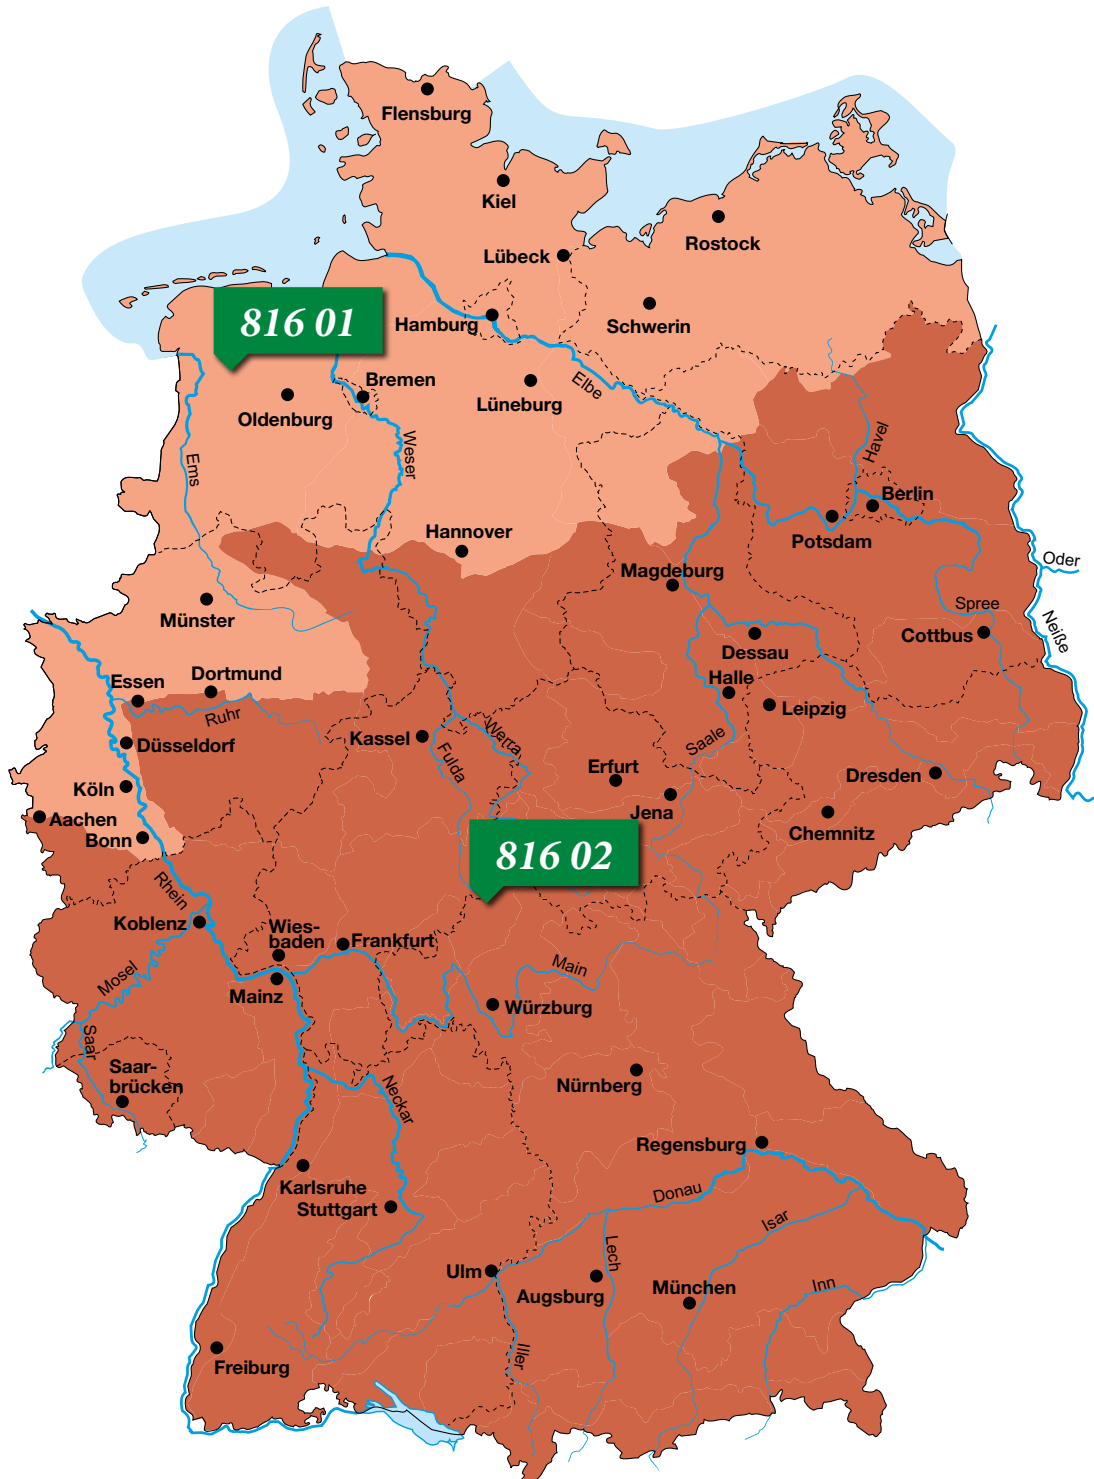 Flensburg
Kiel
Rostock
Lübeck
816 01
Hamburg
Schwerin
Bremen
Elbe
Lüneburg
Oldenburg
Weser
Havel
Ems
Berlin
Hannover
Potsdam
Oder
Magdeburg
Spree
Münster
Neiße
Cottbus
Dessau
Dortmund
Halle
Essen
Leipzig
Ruhr
Werra
Kassel
Saale
Düsseldorf
Fulda
Erfurt
Dresden
Köln
Jena
Aachen
Chemnitz
Bonn
816 02
Rhein
Koblenz
Wies-
baden
Frankfurt
Main
Mosel
Mainz
Würzburg
Saar
Saar-
brücken
Nürnberg
Neckar
Regensburg
Karlsruhe
Donau
Stuttgart
Isar
Lech
Ulm
Inn
München
Augsburg
Iller
Freiburg